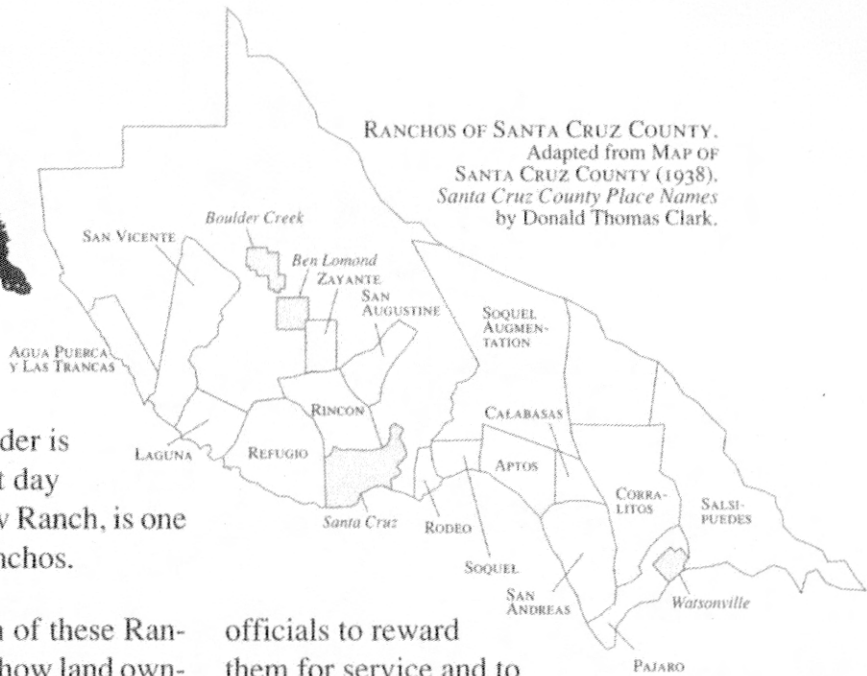 RANCHOS OF SANTA CRUZ COUNTY.
Adapted from MAP OF
SANTA CRUZ COUNTY (1938),
Santa Cruz County Place Names
by Donald Thomas Clark.
Boulder Creek
SAN VICENTE
Ben Lomond
ZAYANTE
SAN
AUGUSTINE
SOQUEL
AUGMEN-
TATION
AGUA PUERCA
Y LAS TRANCAS
RINCON
CALABASAS
LAGUNA
REFUGIO
APTOS
CORRA-
LITOS
SALSI-
PUEDES
Santa Cruz
RODEO
SOQUEL
SAN
ANDREAS
Watsonville
PAJARO
der is
t day
Ranch, is one
nchos.
of these Ran-
how land own-
officials to reward
them for service and to